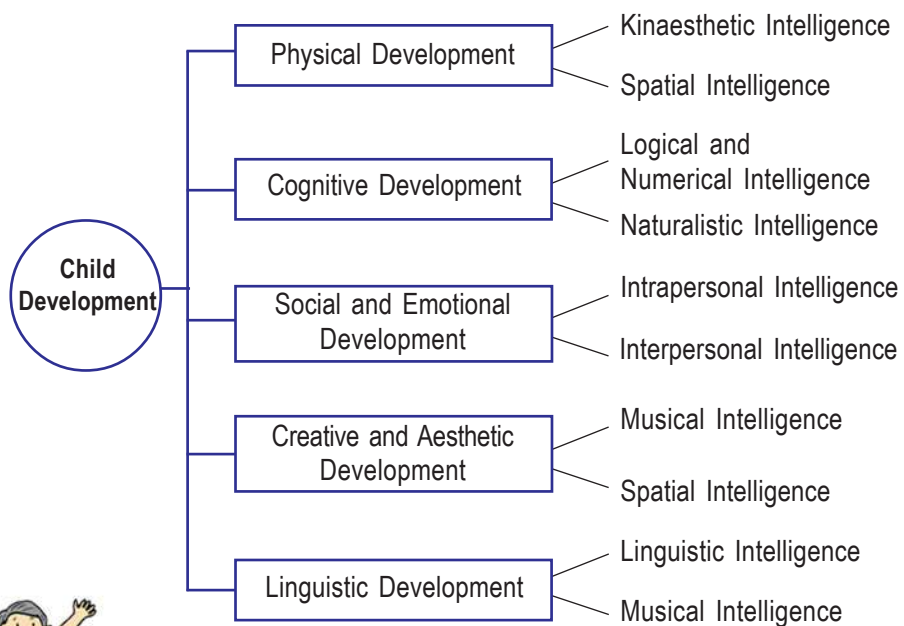 Child
Development
Physical Development
Kinaesthetic Intelligence
Spatial Intelligence
Cognitive Development
Logical and
Numerical Intelligence
Naturalistic Intelligence
Social and Emotional
Development
Intrapersonal Intelligence
Interpersonal Intelligence
Creative and Aesthetic
Development
Musical Intelligence
Spatial Intelligence
Linguistic Development
Linguistic Intelligence
Musical Intelligence